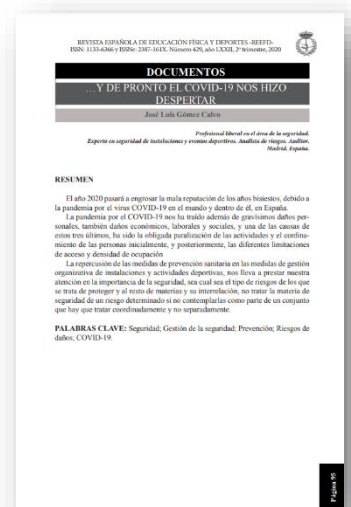 REVISTA ESPAÑOLA DE EDUCACIÓN FÍSICA Y DEPORTES -REEFD-
ISSN: 1133-6366 y ISSNe: 2387-161X. Número 429, año LXXII, 2º trimestre, 2020
DOCUMENTOS
…Y DE PRONTO EL COVID-19 NOS HIZO
DESPERTAR
José Luis Gómez Calvo
Profesional liberal en el área de la seguridad.
Experto en seguridad de instalaciones y eventos deportivos. Analista de riesgos. Auditor.
Madrid. España.
RESUMEN
El año 2020 pasará a engrosar la mala reputación de los años bisiestos, debido a
la pandemia por el virus COVID-19 en el mundo y dentro de él, en España.
La pandemia por el COVID-19 nos ha traído además de gravísimos daños per-
sonales, también daños económicos, laborales y sociales, y una de las causas de
estos tres últimos, ha sido la obligada paralización de las actividades y el confina-
miento de las personas inicialmente, y posteriormente, las diferentes limitaciones
de acceso y densidad de ocupación
La repercusión de las medidas de prevención sanitaria en las medidas de gestión
organizativa de instalaciones y actividades deportivas, nos lleva a prestar nuestra
atención en la importancia de la seguridad, sea cual sea el tipo de riesgos de los que
se trata de proteger y al resto de materias y su interrelación, no tratar la materia de
seguridad de un riesgo determinado si no contemplarlas como parte de un conjunto
que hay que tratar coordinadamente y no separadamente.
PALABRAS CLAVE: Seguridad; Gestión de la seguridad; Prevención; Riesgos de
daños; COVID-19.
Página 95